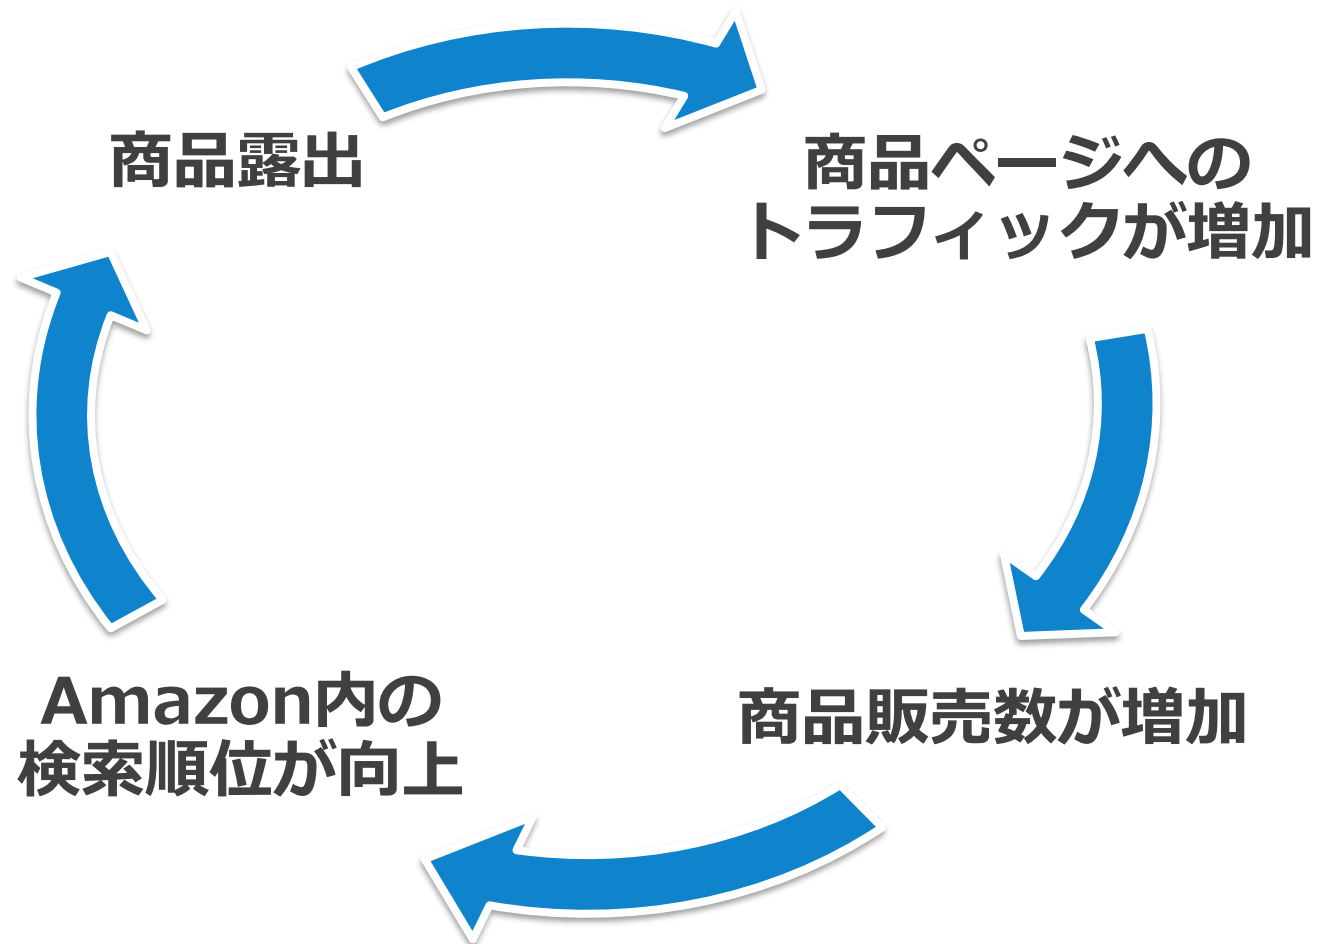 商品露出
商品ページへの
トラフィックが増加
商品販売数が増加
Amazon内の
検索順位が向上